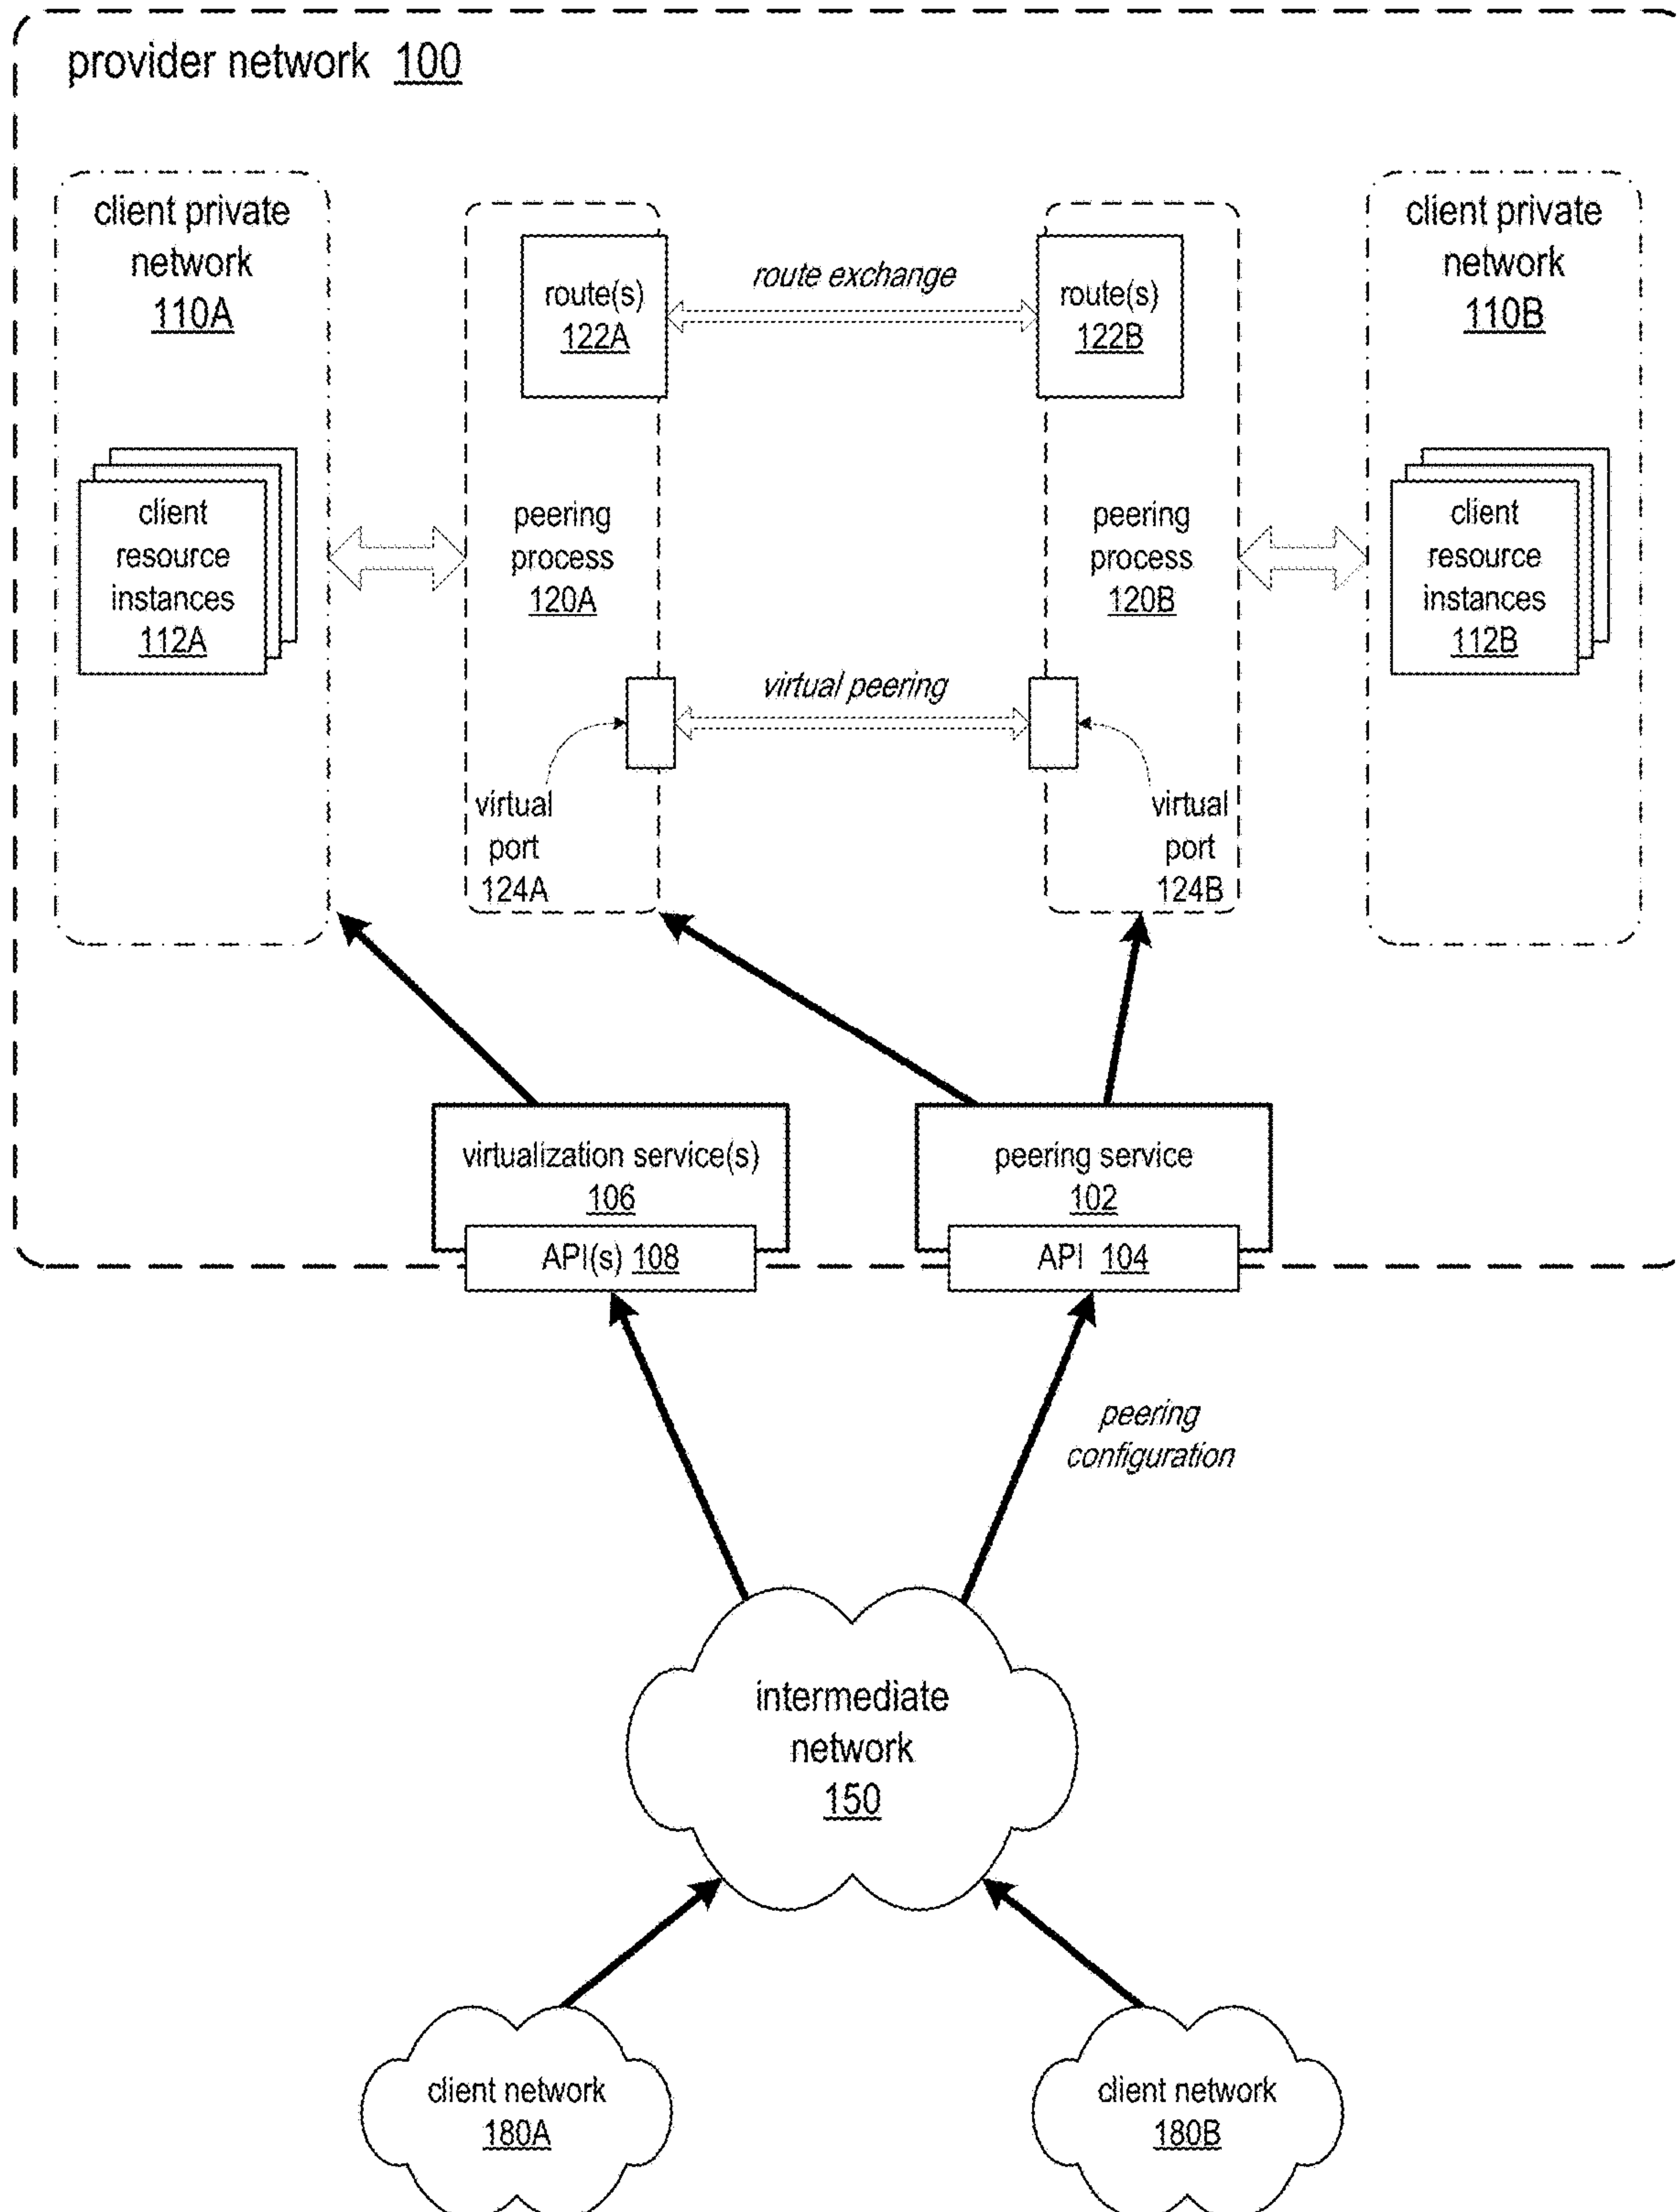 provider network 100
client private
network
110A
route(s)
122A
route exchange
route(s)
122B
client private
network
110B
client
resource
instances
112A
peering
process
120A
peering
process
120B
client
resource
instances
112B
virtual peering
virtual
port
124A
virtual
port
124B
virtualization service(s)
106
API(s) 108
peering service
102
API 104
peering
configuration
intermediate
network
150
client network
180A
client network
180B